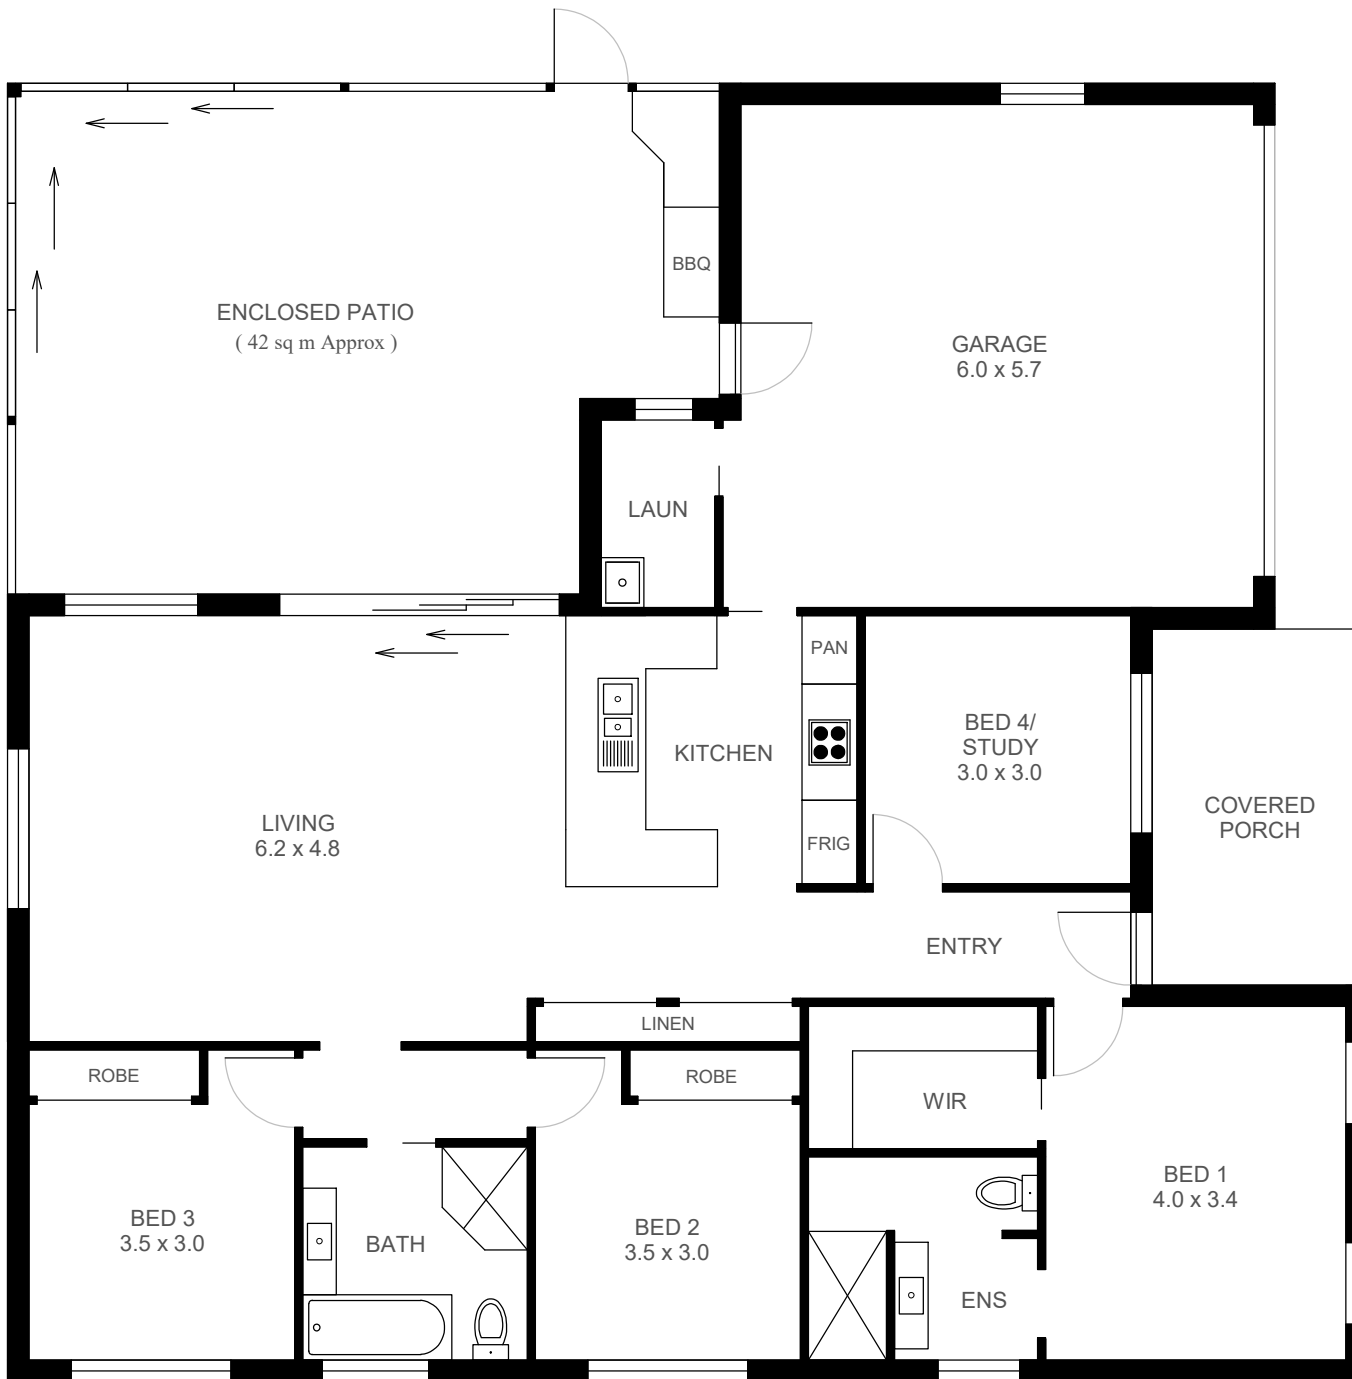 BBQ
ENCLOSED PATIO
( 42 sq m Approx )
GARAGE
6.0 x 5.7
LAUN
PAN
KITCHEN
BED 4/
STUDY
3.0 x 3.0
COVERED
PORCH
LIVING
6.2 x 4.8
FRIG
ENTRY
LINEN
ROBE
ROBE
WIR
BED 1
4.0 x 3.4
BED 3
3.5 x 3.0
BATH
BED 2
3.5 x 3.0
ENS